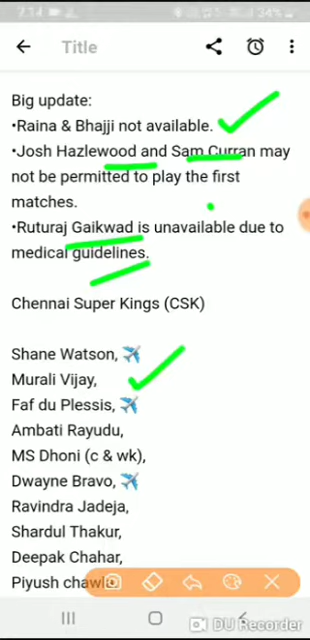 7:14
34%
Title
Big update:
•Raina & Bhajji not available.
•Josh Hazlewood and Sam Curran may
not be permitted to play the first
matches.
•Ruturaj Gaikwad is unavailable due to
medical guidelines.
Chennai Super Kings (CSK)
Shane Watson, ✈️
Murali Vijay,
Faf du Plessis, ✈️
Ambati Rayudu,
MS Dhoni (c & wk),
Dwayne Bravo, ✈️
Ravindra Jadeja,
Shardul Thakur,
Deepak Chahar,
Piyush chawla
DU Recorder